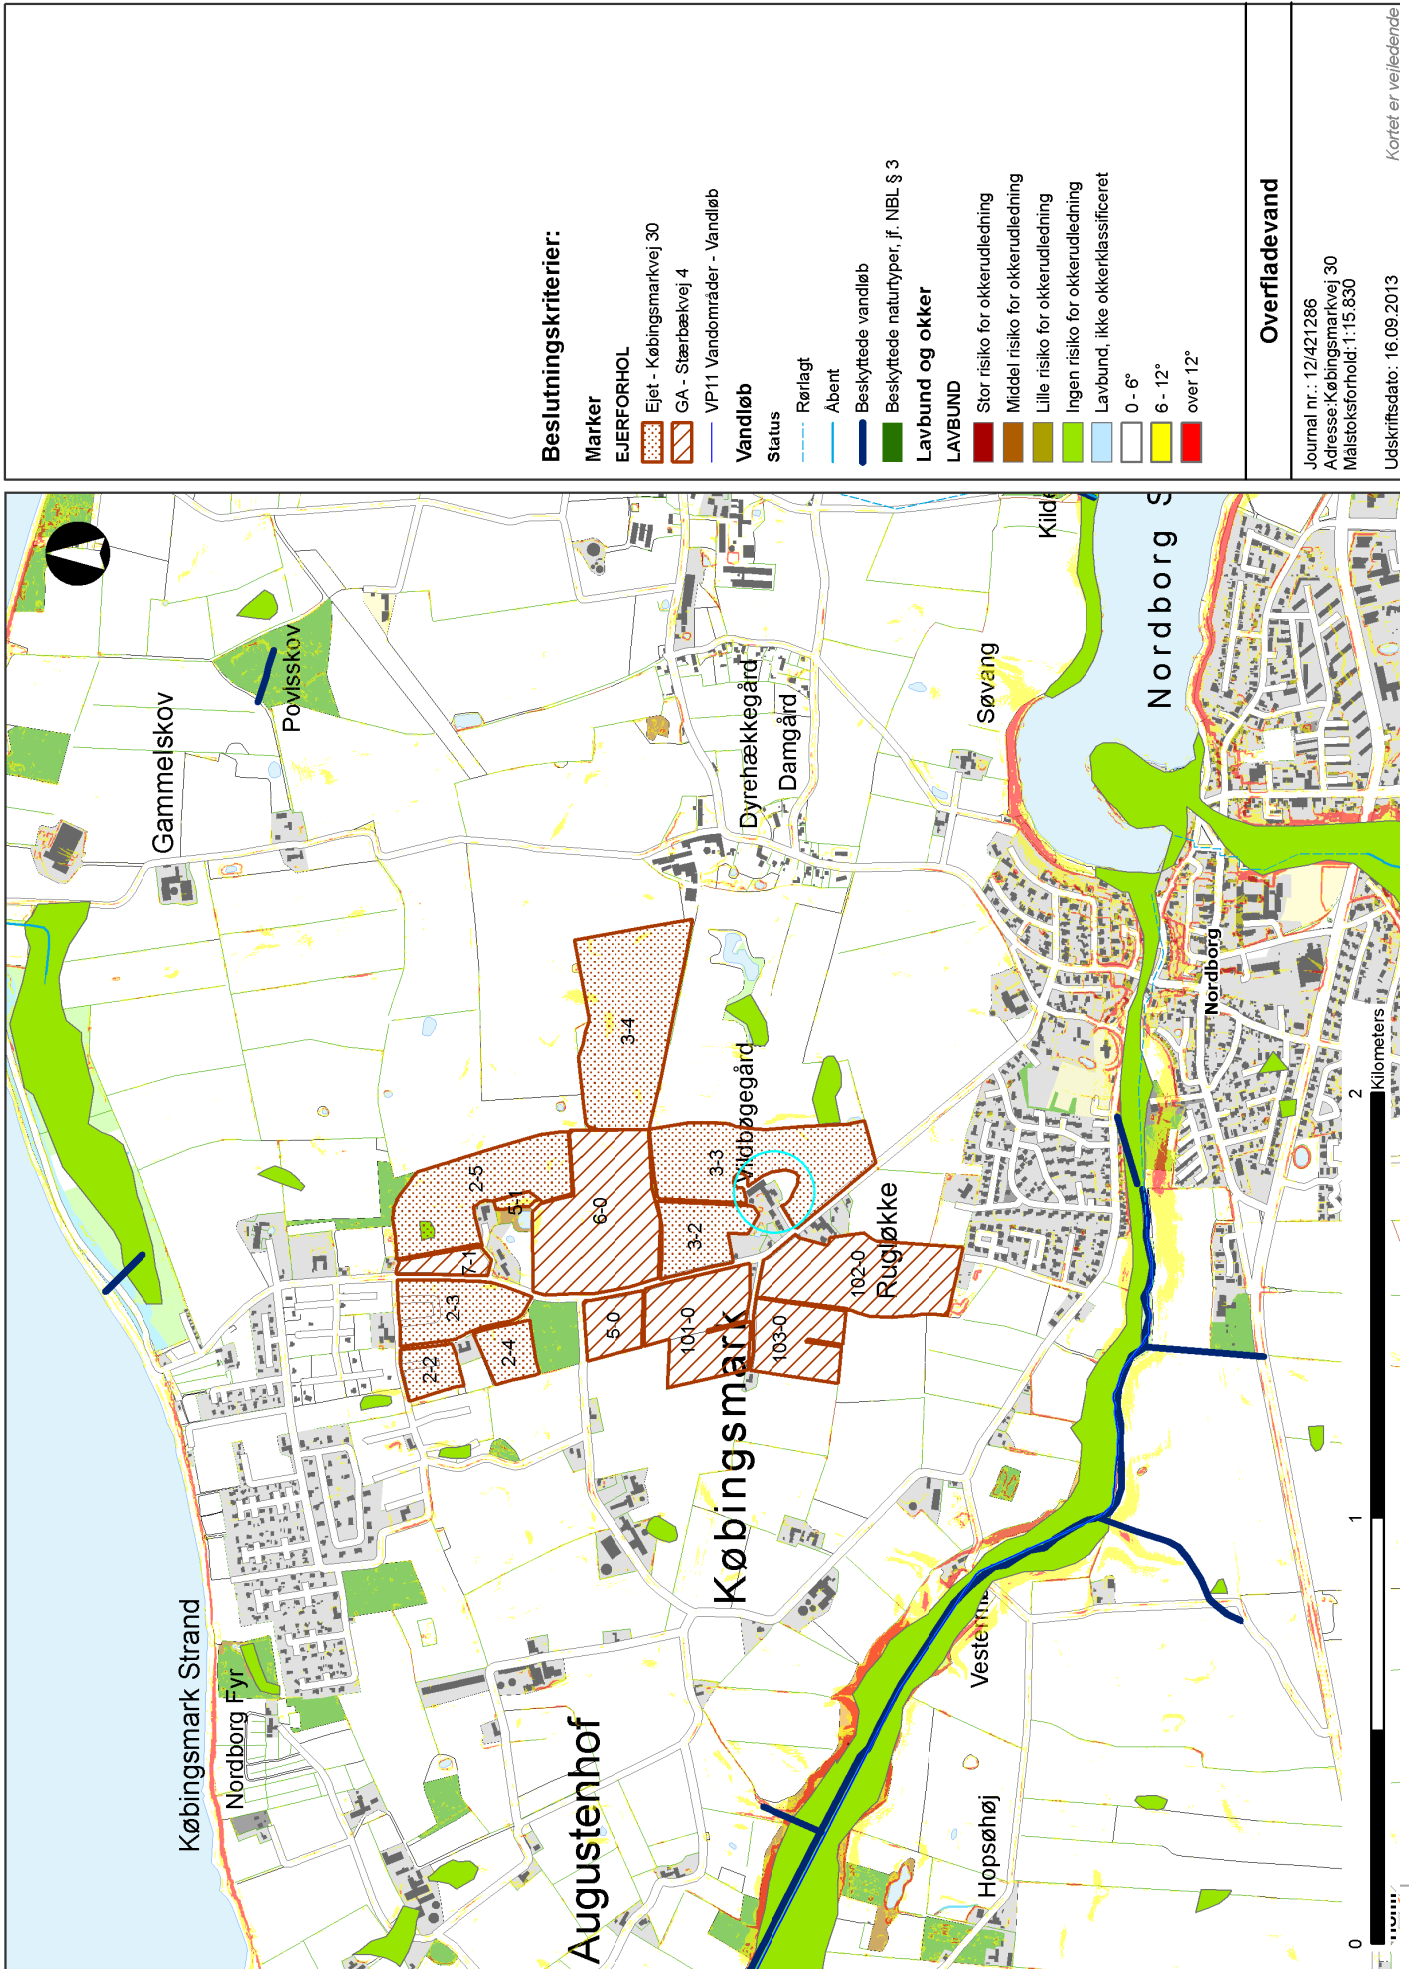 Beslutningskriterier:
Marker
EJERFORHOL
Ejet - Købingsmarkvej 30
GA - Stærbækvej 4
VP11 Vandområder - Vandløb
Vandløb
Status
Rørlagt
Åbent
Beskyttede vandløb
Beskyttede naturtyper, jf. NBL § 3
Lavbund og okker
LAVBUND
Stor risiko for okkerudledning
Middel risiko for okkerudledning
Lille risiko for okkerudledning
Ingen risiko for okkerudledning
Lavbund, ikke okkerklassificeret
0 - 6°
6 - 12°
over 12°
Overfladevand
Journal nr.: 12/421286
Adresse:Købingsmarkvej 30
Målstoksforhold:1:15.830
Udskriftsdato: 16.09.2013
Kortet er vejledende
Købingsmark Strand
Nordborg Fyr
Gammelskov
Povlsskov
Augustenhof
Købingsmark
Dyrehækkegård
Damgård
Vildbøgegård
Rugløkke
Søvang
Kilde
Nordborg S
Nordborg
Hopsøhøj
2-2
2-3
2-4
2-5
7-1
5-1
6-0
5-0
3-4
3-3
3-2
101-0
102-0
103-0
0
1
2
Kilometers